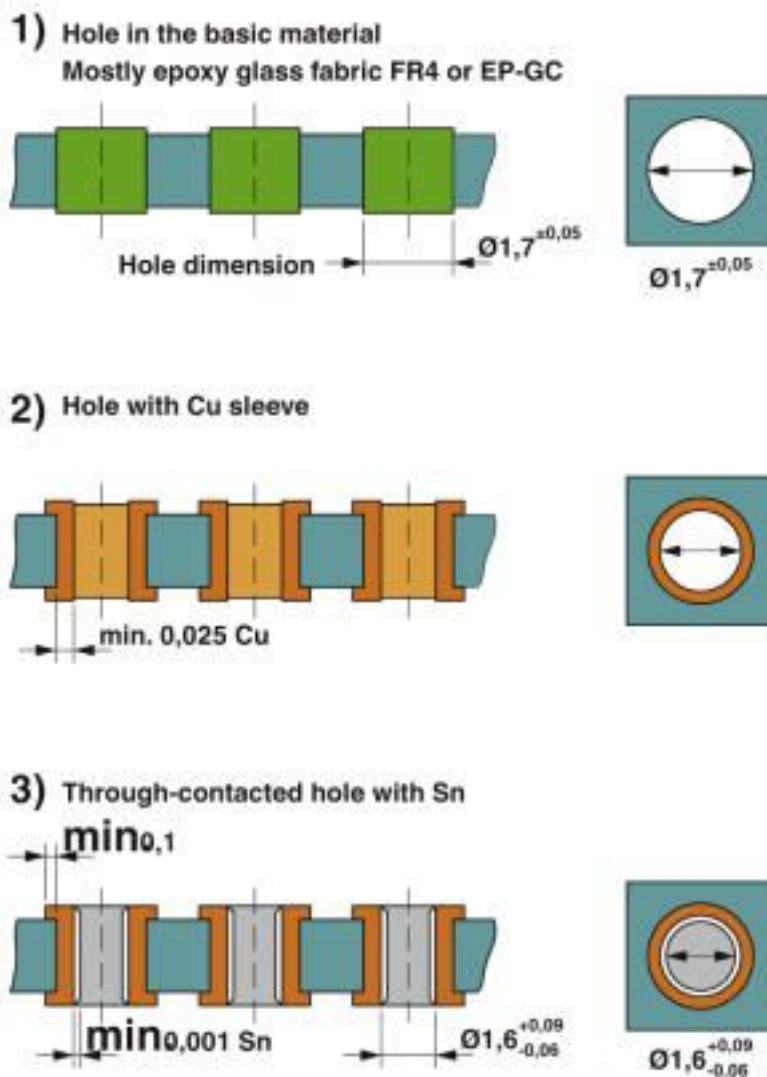 1) Hole in the basic material
Mostly epoxy glass fabric FR4 or EP-GC
Hole dimension
Ø1,7±0,05
Ø1,7±0,05
2) Hole with Cu sleeve
min. 0,025 Cu
3) Through-contacted hole with Sn
min0,1
min0,001 Sn
Ø1,6+0,09 -0,06
Ø1,6+0,09 -0,06